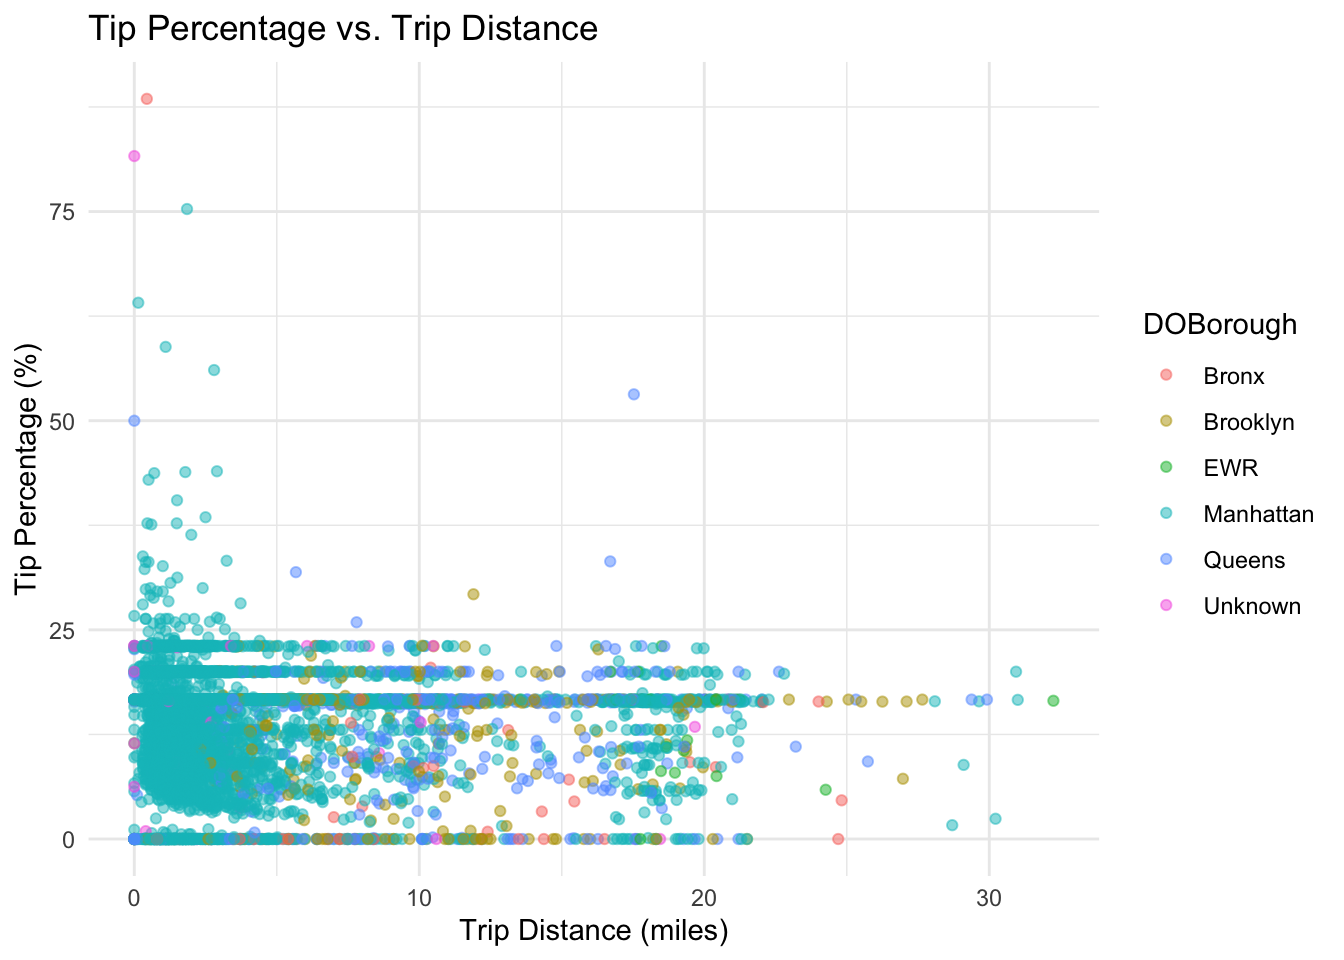 Tip Percentage vs. Trip Distance
75
50
25
0
Tip Percentage (%)
0 10 20 30
Trip Distance (miles)
DOBorough
Bronx
Brooklyn
EWR
Manhattan
Queens
Unknown